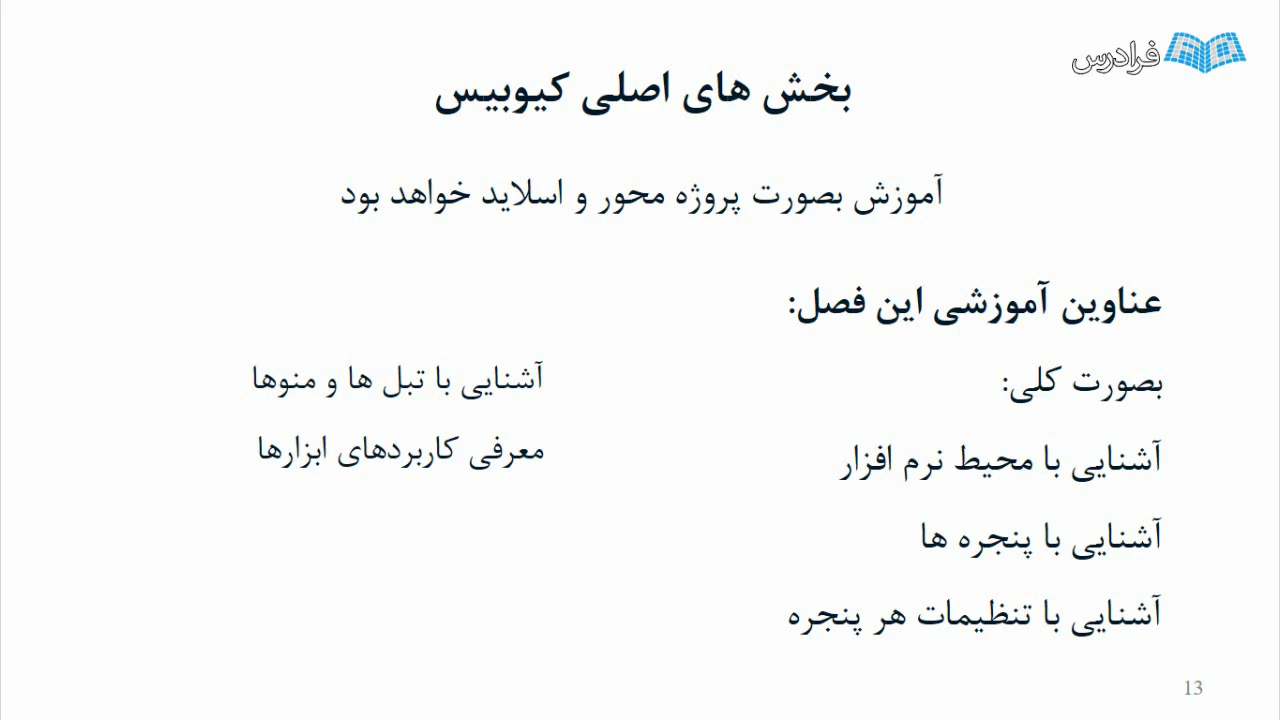 فرادرس
بخش های اصلی کیوبیس
آموزش بصورت پروژه محور و اسلاید خواهد بود
عناوین آموزشی این فصل:
بصورت کلی:
آشنایی با محیط نرم افزار
آشنایی با پنجره ها
آشنایی با تنظیمات هر پنجره
آشنایی با تبل ها و منوها
معرفی کاربردهای ابزارها
13